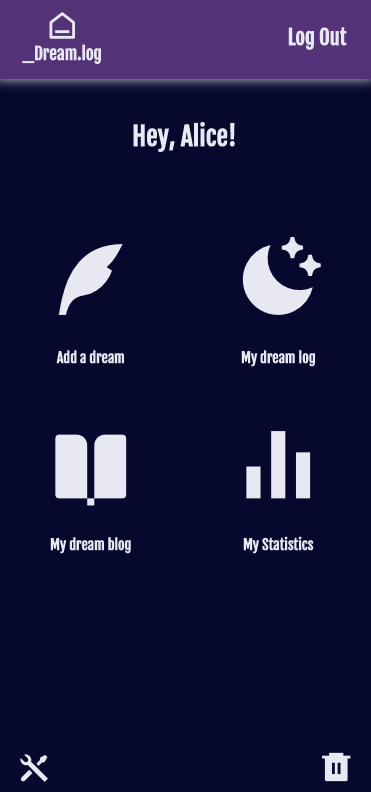 _Dream.log
Log Out
Hey, Alice!
Add a dream
My dream log
My dream blog
My Statistics